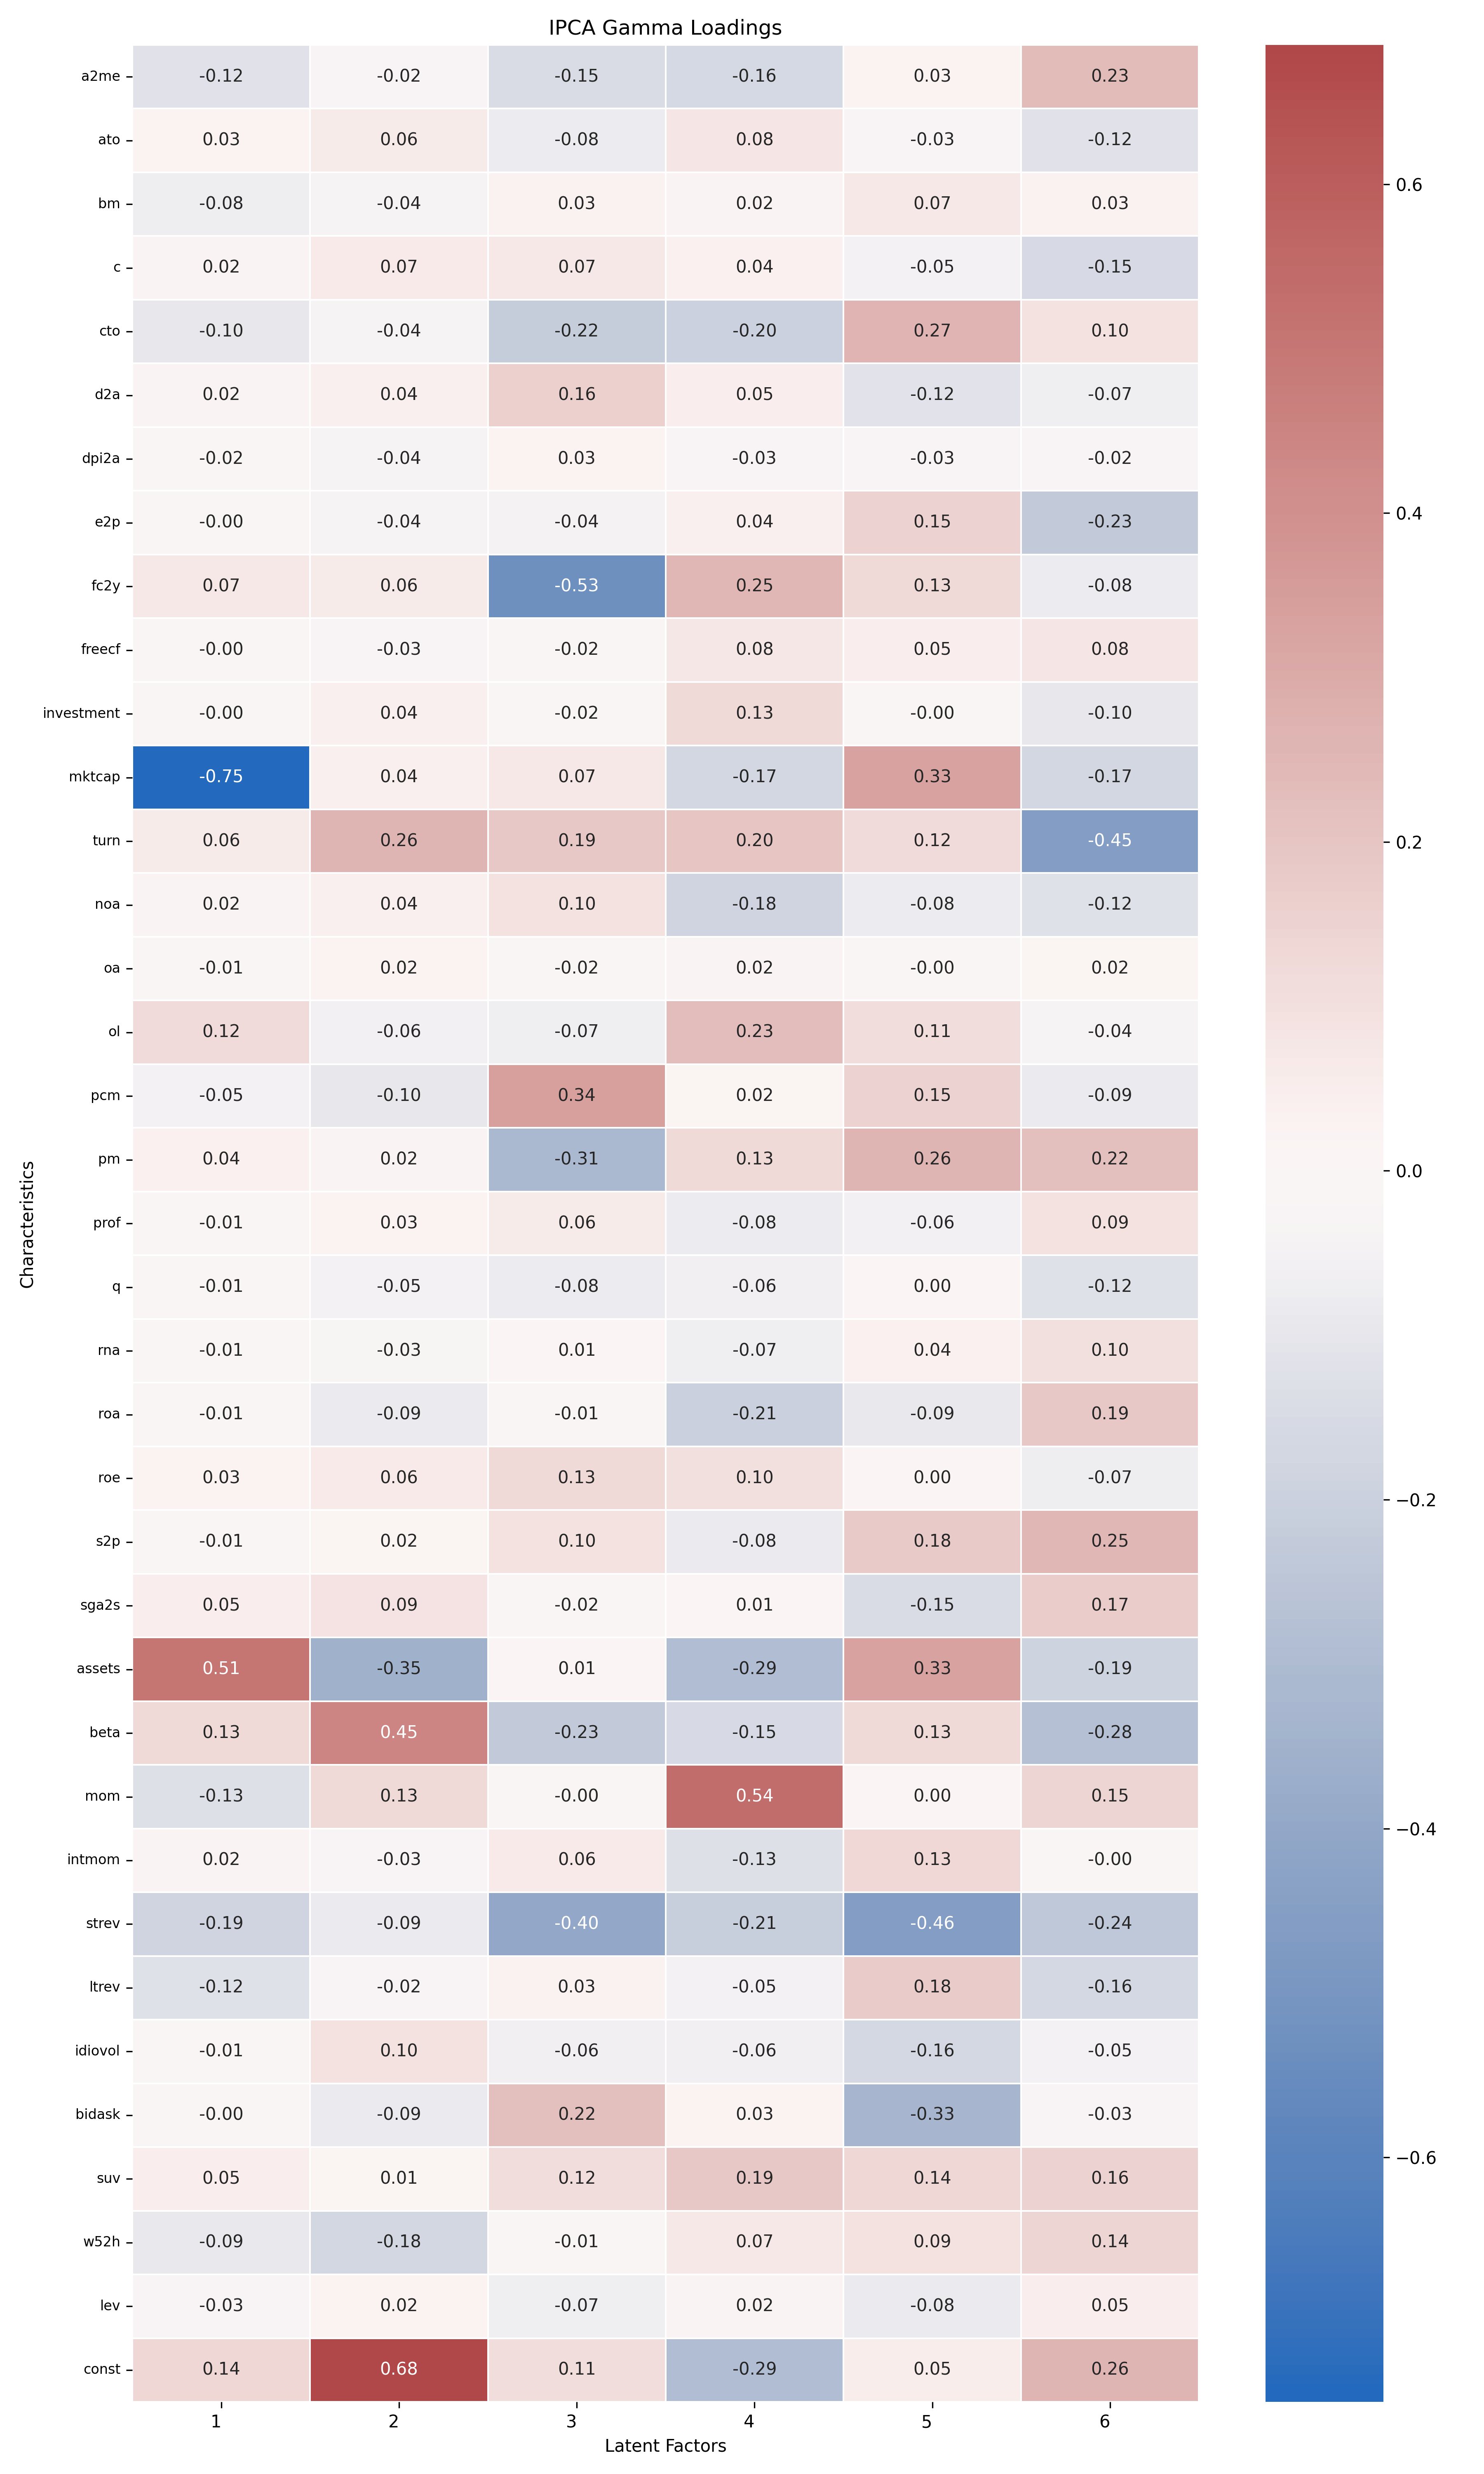 IPCA Gamma Loadings
a2me -0.12 -0.02 -0.15 -0.16 0.03 0.23
ato 0.03 0.06 -0.08 0.08 -0.03 -0.12
bm -0.08 -0.04 0.03 0.02 0.07 0.03
c 0.02 0.07 0.07 0.04 -0.05 -0.15
cto -0.10 -0.04 -0.22 -0.20 0.27 0.10
d2a 0.02 0.04 0.16 0.05 -0.12 -0.07
dpi2a -0.02 -0.04 0.03 -0.03 -0.03 -0.02
e2p -0.00 -0.04 -0.04 0.04 0.15 -0.23
fc2y 0.07 0.06 -0.53 0.25 0.13 -0.08
freecf -0.00 -0.03 -0.02 0.08 0.05 0.08
investment -0.00 0.04 -0.02 0.13 -0.00 -0.10
mktcap -0.75 0.04 0.07 -0.17 0.33 -0.17
turn 0.06 0.26 0.19 0.20 0.12 -0.45
noa 0.02 0.04 0.10 -0.18 -0.08 -0.12
oa -0.01 0.02 -0.02 0.02 -0.00 0.02
ol 0.12 -0.06 -0.07 0.23 0.11 -0.04
pcm -0.05 -0.10 0.34 0.02 0.15 -0.09
pm 0.04 0.02 -0.31 0.13 0.26 0.22
prof -0.01 0.03 0.06 -0.08 -0.06 0.09
q -0.01 -0.05 -0.08 -0.06 0.00 -0.12
rna -0.01 -0.03 0.01 -0.07 0.04 0.10
roa -0.01 -0.09 -0.01 -0.21 -0.09 0.19
roe 0.03 0.06 0.13 0.10 0.00 -0.07
s2p -0.01 0.02 0.10 -0.08 0.18 0.25
sga2s 0.05 0.09 -0.02 0.01 -0.15 0.17
assets 0.51 -0.35 0.01 -0.29 0.33 -0.19
beta 0.13 0.45 -0.23 -0.15 0.13 -0.28
mom -0.13 0.13 -0.00 0.54 0.00 0.15
intmom 0.02 -0.03 0.06 -0.13 0.13 -0.00
strev -0.19 -0.09 -0.40 -0.21 -0.46 -0.24
ltrev -0.12 -0.02 0.03 -0.05 0.18 -0.16
idiovol -0.01 0.10 -0.06 -0.06 -0.16 -0.05
bidask -0.00 -0.09 0.22 0.03 -0.33 -0.03
suv 0.05 0.01 0.12 0.19 0.14 0.16
w52h -0.09 -0.18 -0.01 0.07 0.09 0.14
lev -0.03 0.02 -0.07 0.02 -0.08 0.05
const 0.14 0.68 0.11 -0.29 0.05 0.26
1 2 3 4 5 6
Latent Factors
Characteristics
0.6
0.4
0.2
0.0
−0.2
−0.4
−0.6